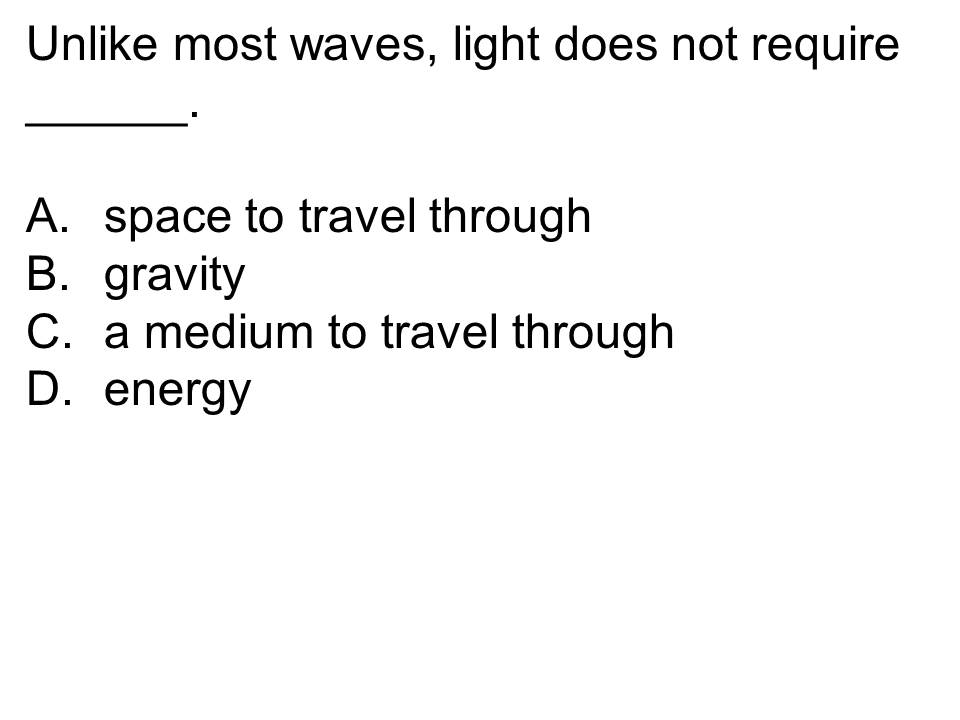 Unlike most waves, light does not require
______.
A. space to travel through
B. gravity
C. a medium to travel through
D. energy